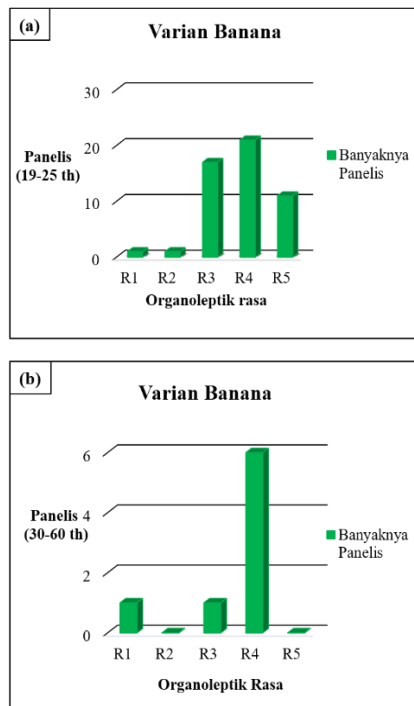 (a)
Varian Banana
30
20
10
0
Panelis
(19-25 th)
R1 R2 R3 R4 R5
Organoleptik rasa
Banyaknya
Panelis
(b)
Varian Banana
6
4
2
0
Panelis
(30-60 th)
R1 R2 R3 R4 R5
Organoleptik Rasa
Banyaknya
Panelis